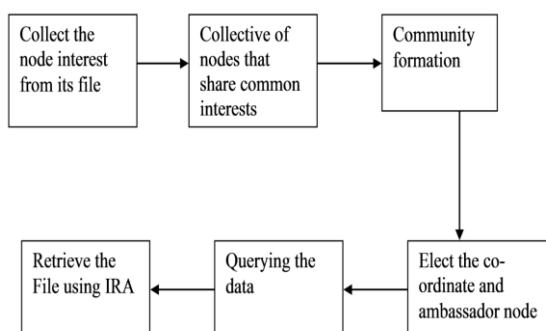 Collect the
node interest
from its file
Collective of
nodes that
share common
interests
Community
formation
Elect the co-
ordinate and
ambassador node
Querying the
data
Retrieve the
File using IRA